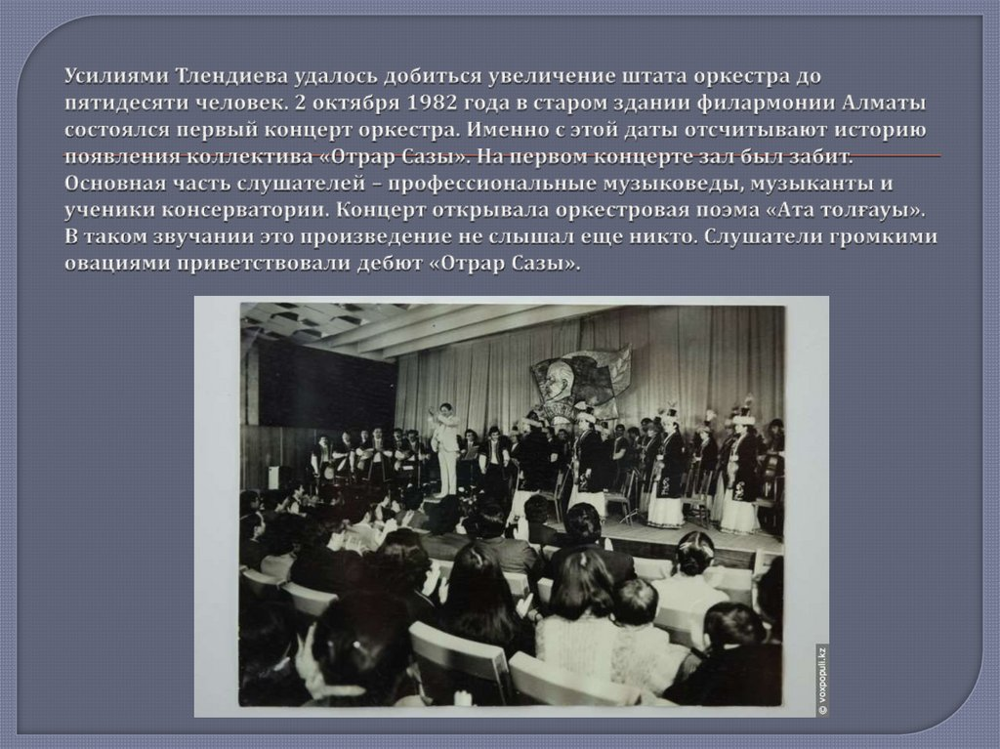 Усилиями Тлендиева удалось добиться увеличение штата оркестра до
пятидесяти человек. 2 октября 1982 года в старом здании филармонии Алматы
состоялся первый концерт оркестра. Именно с этой даты отсчитывают историю
появления коллектива «Отрар Сазы». На первом концерте зал был забит.
Основная часть слушателей – профессиональные музыковеды, музыканты и
ученики консерватории. Концерт открывала оркестровая поэма «Ата толғауы».
В таком звучании это произведение не слышал еще никто. Слушатели громкими
овациями приветствовали дебют «Отрар Сазы».
© voxpopuli.kz